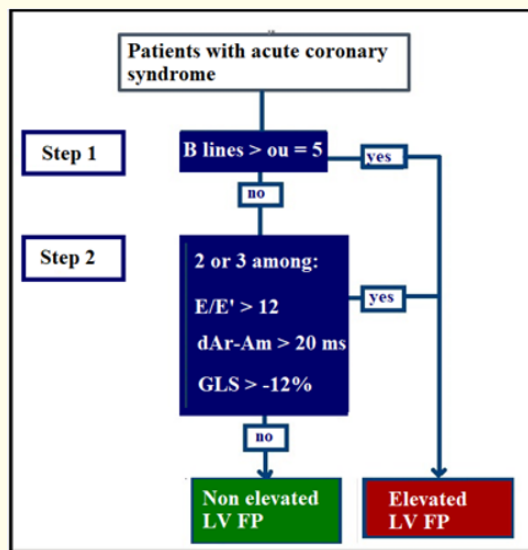 Patients with acute coronary
syndrome
Step 1
B lines > ou = 5
yes
no
Step 2
2 or 3 among:
E/E' > 12
dAr-Am > 20 ms
GLS > -12%
yes
no
Non elevated
LV FP
Elevated
LV FP